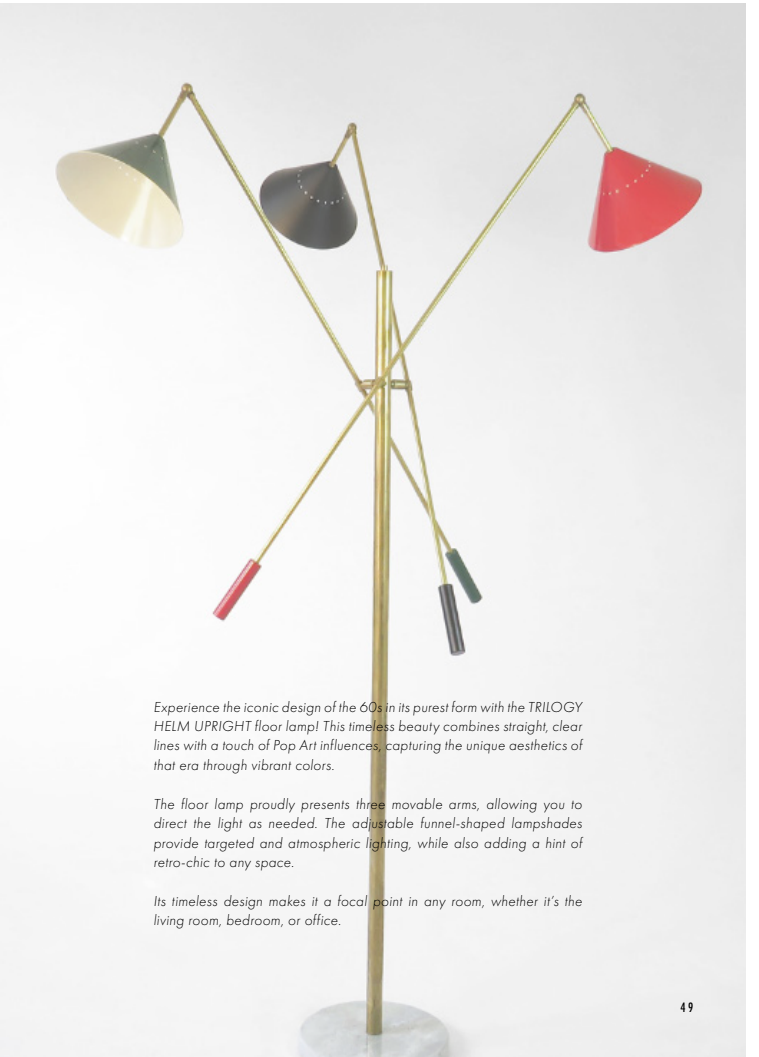 Experience the iconic design of the 60s in its purest form with the TRILOGY
HELM UPRIGHT floor lamp! This timeless beauty combines straight, clear
lines with a touch of Pop Art influences, capturing the unique aesthetics of
that era through vibrant colors.
The floor lamp proudly presents three movable arms, allowing you to
direct the light as needed. The adjustable funnel-shaped lampshades
provide targeted and atmospheric lighting, while also adding a hint of
retro-chic to any space.
Its timeless design makes it a focal point in any room, whether it's the
living room, bedroom, or office.
49